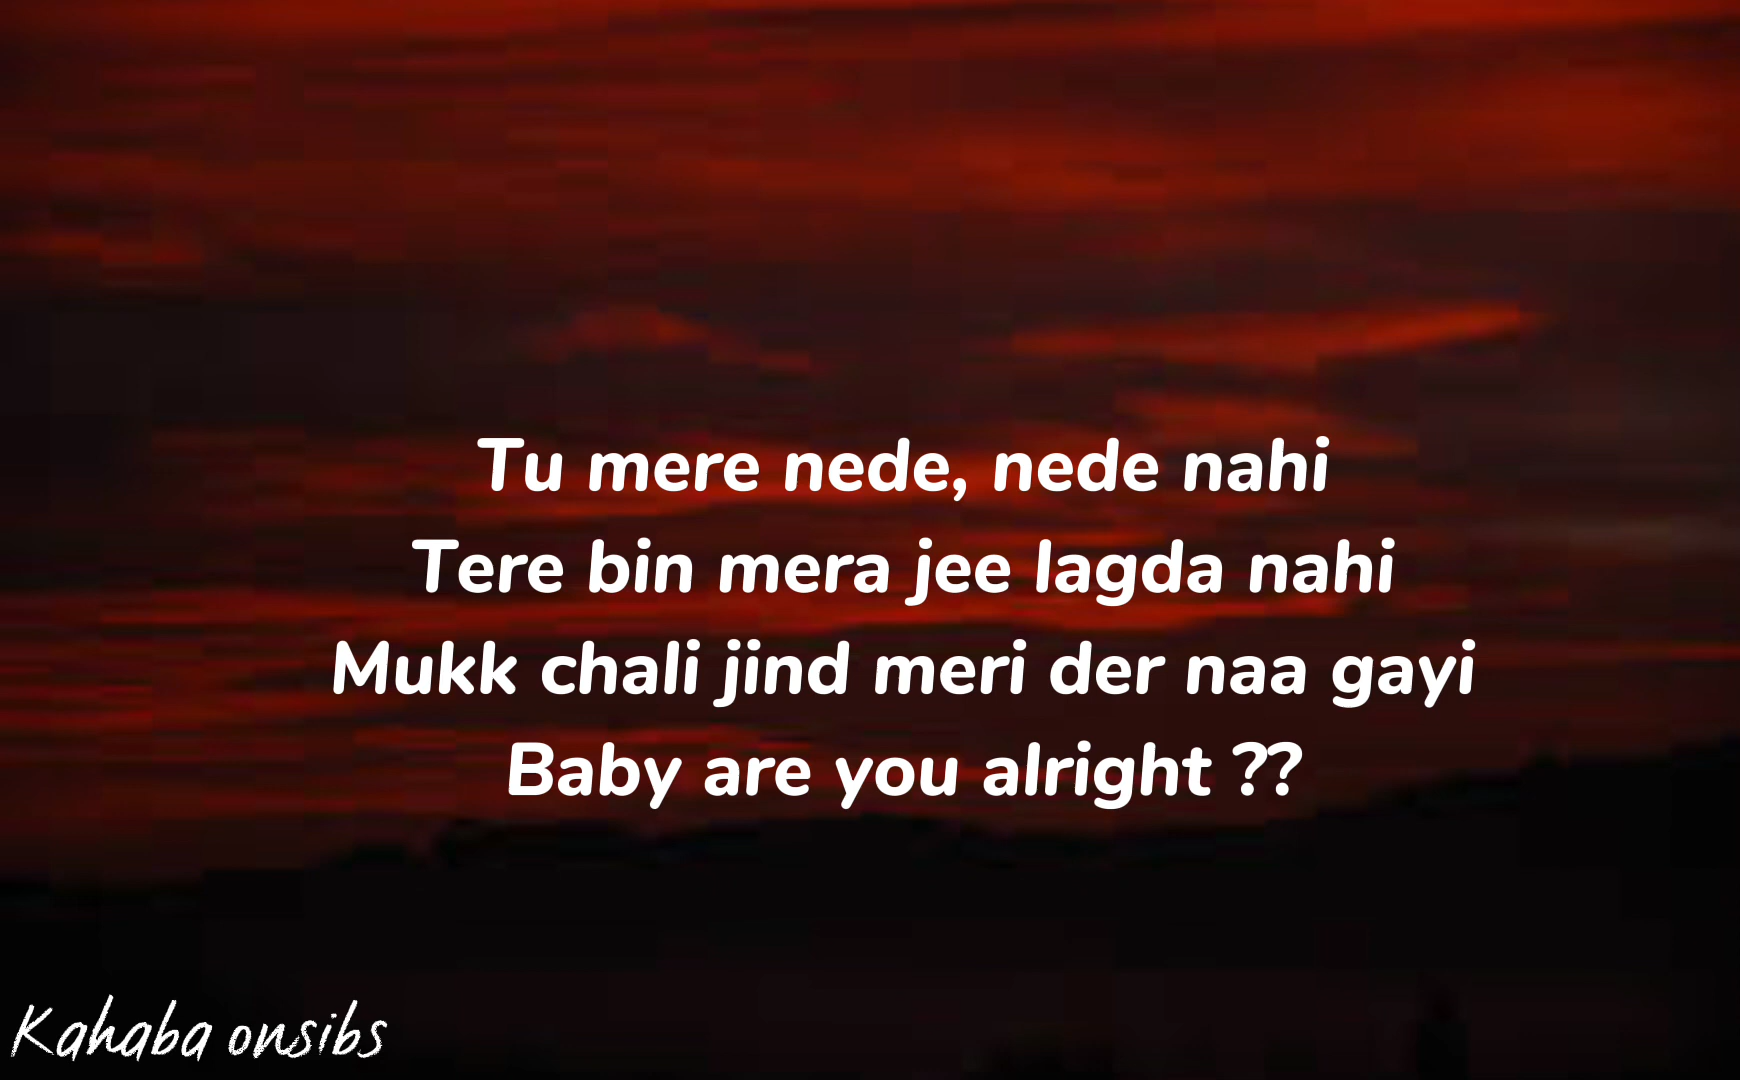 Tu mere nede, nede nahi
Tere bin mera jee lagda nahi
Mukk chali jind meri der naa gayi
Baby are you alright ??
Kahaba onsibs